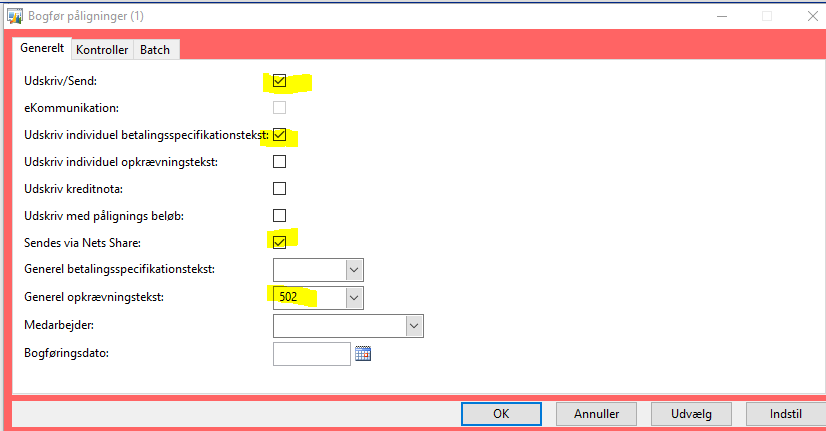 Bogfør påligninger (1)
Generelt Kontroller Batch
Udskriv/Send:
eKommunikation:
Udskriv individuel betalingsspecifikationstekst:
Udskriv individuel opkrævningstekst:
Udskriv kreditnota:
Udskriv med pålignings beløb:
Sendes via Nets Share:
Generel betalingsspecifikationstekst:
Generel opkrævningstekst: 502
Medarbejder:
Bogføringsdato:
OK Annuller Udvælg Indstil